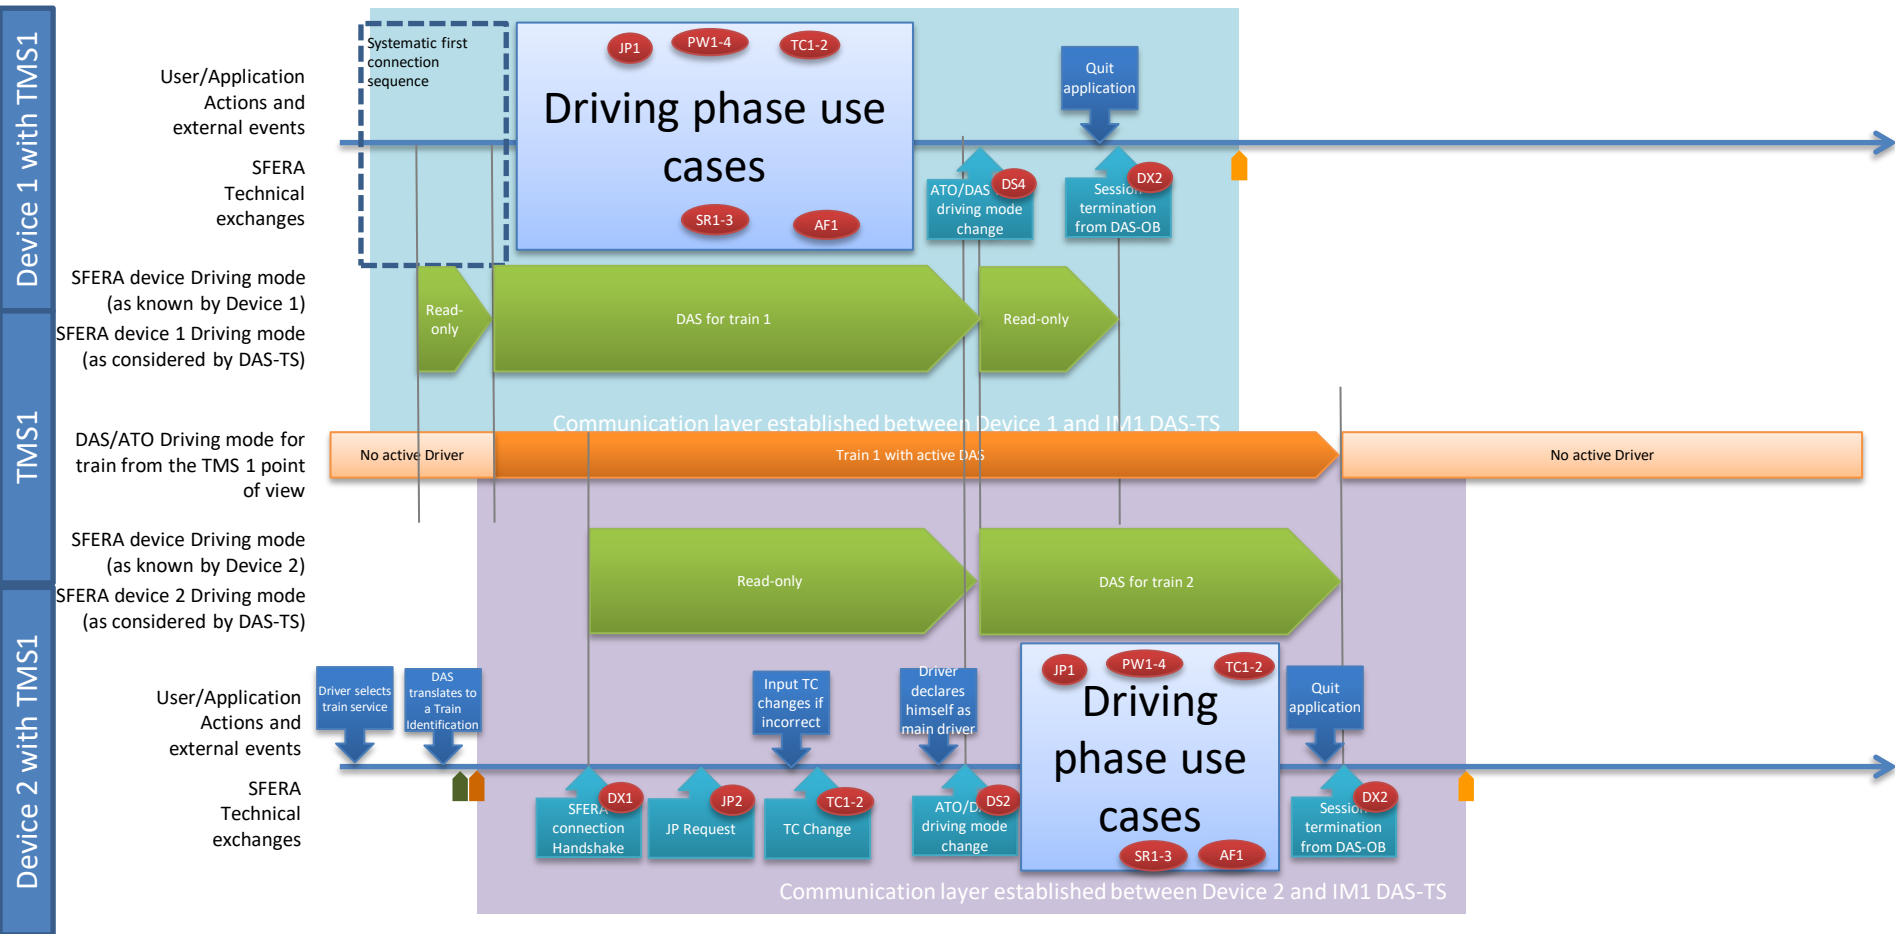 Device 1 with TMS1
TMS1
Device 2 with TMS1
Systematic first
connection
sequence
User/Application
Actions and
external events
SFERA
Technical
exchanges
JP1
PW1-4
TC1-2
Driving phase use
cases
SR1-3
AF1
Quit
application
ATO/DAS
driving mode
change
DS4
Session
termination
from DAS-OB
DX2
SFERA device Driving mode
(as known by Device 1)
SFERA device 1 Driving mode
(as considered by DAS-TS)
Read-
only
DAS for train 1
Read-only
Communication layer established between Device 1 and IM1 DAS-TS
DAS/ATO Driving mode for
train from the TMS 1 point
of view
No active Driver
Train 1 with active DAS
No active Driver
SFERA device Driving mode
(as known by Device 2)
SFERA device 2 Driving mode
(as considered by DAS-TS)
Read-only
DAS for train 2
User/Application
Actions and
external events
SFERA
Technical
exchanges
Driver selects
train service
DAS
translates to
a Train
Identification
Input TC
changes if
incorrect
Driver
declares
himself as
main driver
JP1
PW1-4
TC1-2
Driving
phase use
cases
SR1-3
AF1
Quit
application
SFERA
connection
Handshake
DX1
JP Request
JP2
TC Change
TC1-2
ATO/DAS
driving mode
change
DS2
Session
termination
from DAS-OB
DX2
Communication layer established between Device 2 and IM1 DAS-TS